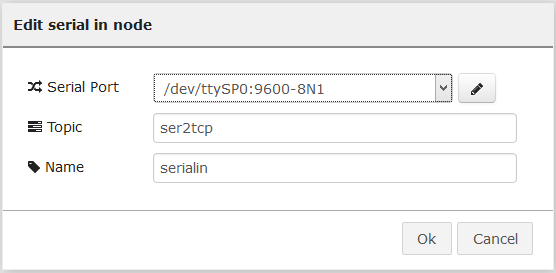 Edit serial in node
Serial Port /dev/ttySP0:9600-8N1
Topic ser2tcp
Name serialin
Ok Cancel